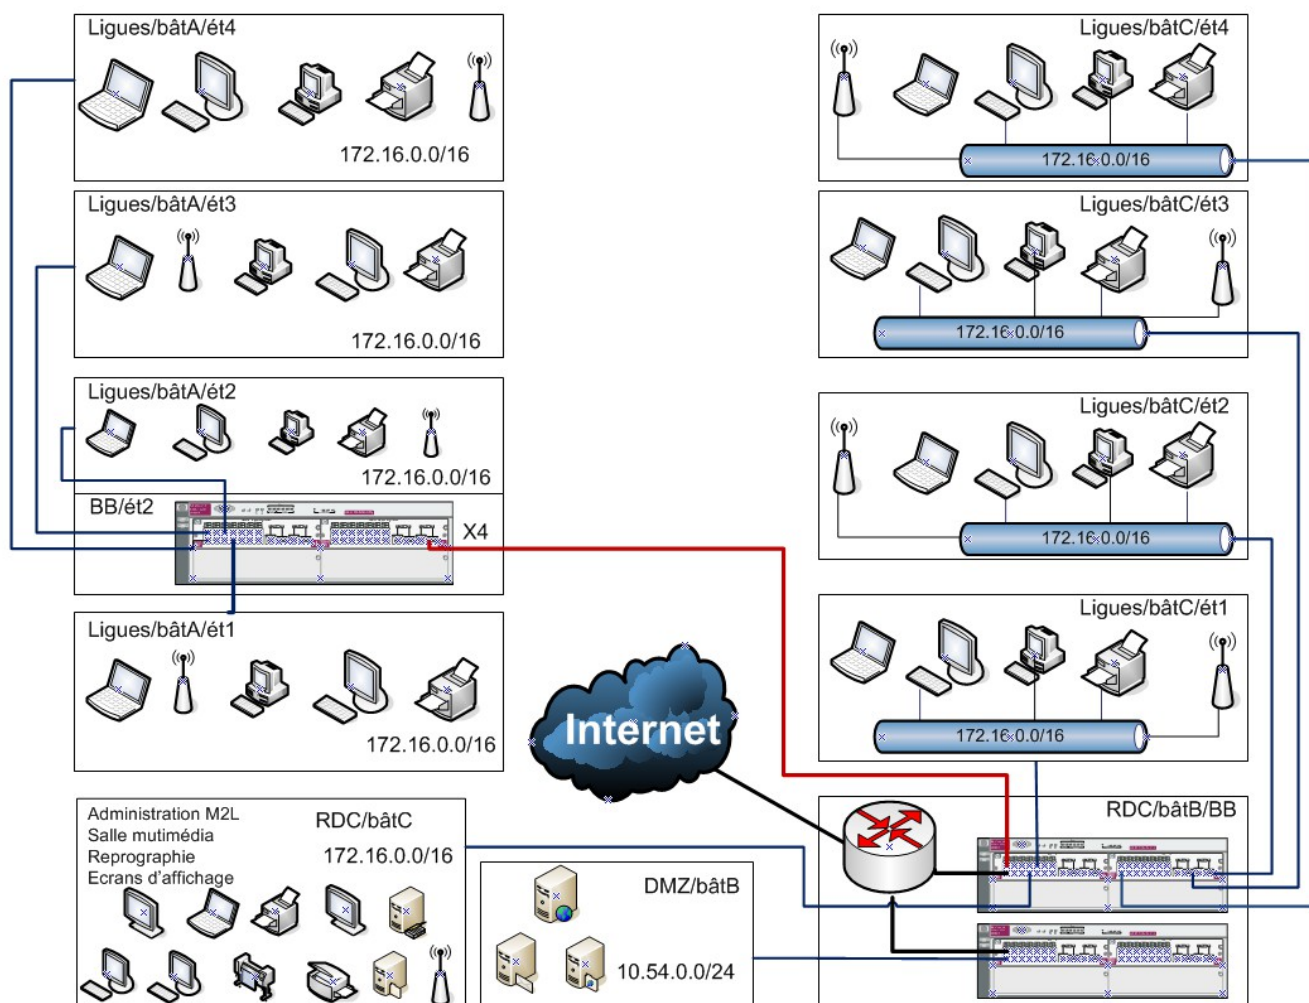 Ligues/bâtA/ét4
172.16.0.0/16
Ligues/bâtA/ét3
172.16.0.0/16
Ligues/bâtA/ét2
172.16.0.0/16
BB/ét2
X4
Ligues/bâtA/ét1
172.16.0.0/16
Administration M2L
Salle mutimédia
Reprographie
Ecrans d'affichage
RDC/bâtC
172.16.0.0/16
Internet
DMZ/bâtB
10.54.0.0/24
Ligues/bâtC/ét4
172.16.0.0/16
Ligues/bâtC/ét3
172.16.0.0/16
Ligues/bâtC/ét2
172.16.0.0/16
Ligues/bâtC/ét1
172.16.0.0/16
RDC/bâtB/BB